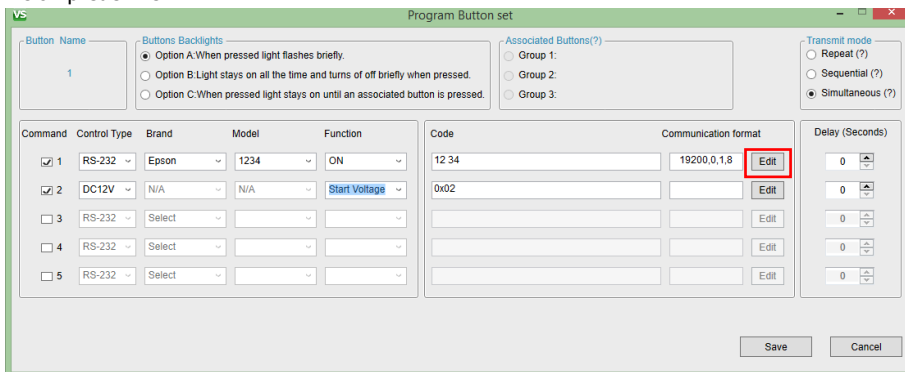 VS Program Button set
Button Name
1
Buttons Backlights
Option A:When pressed light flashes briefly.
Option B:Light stays on all the time and turns of off briefly when pressed.
Option C:When pressed light stays on until an associated button is pressed.
Associated Buttons(?)
Group 1:
Group 2:
Group 3:
Transmit mode
Repeat (?)
Sequential (?)
Simultaneous (?)
Command Control Type Brand Model Function Code Communication format Delay (Seconds)
1 RS-232 Epson 1234 ON 12 34 19200,0,1,8 Edit 0
2 DC12V N/A N/A Start Voltage 0x02 Edit 0
3 RS-232 Select Edit 0
4 RS-232 Select Edit 0
5 RS-232 Select Edit 0
Save Cancel